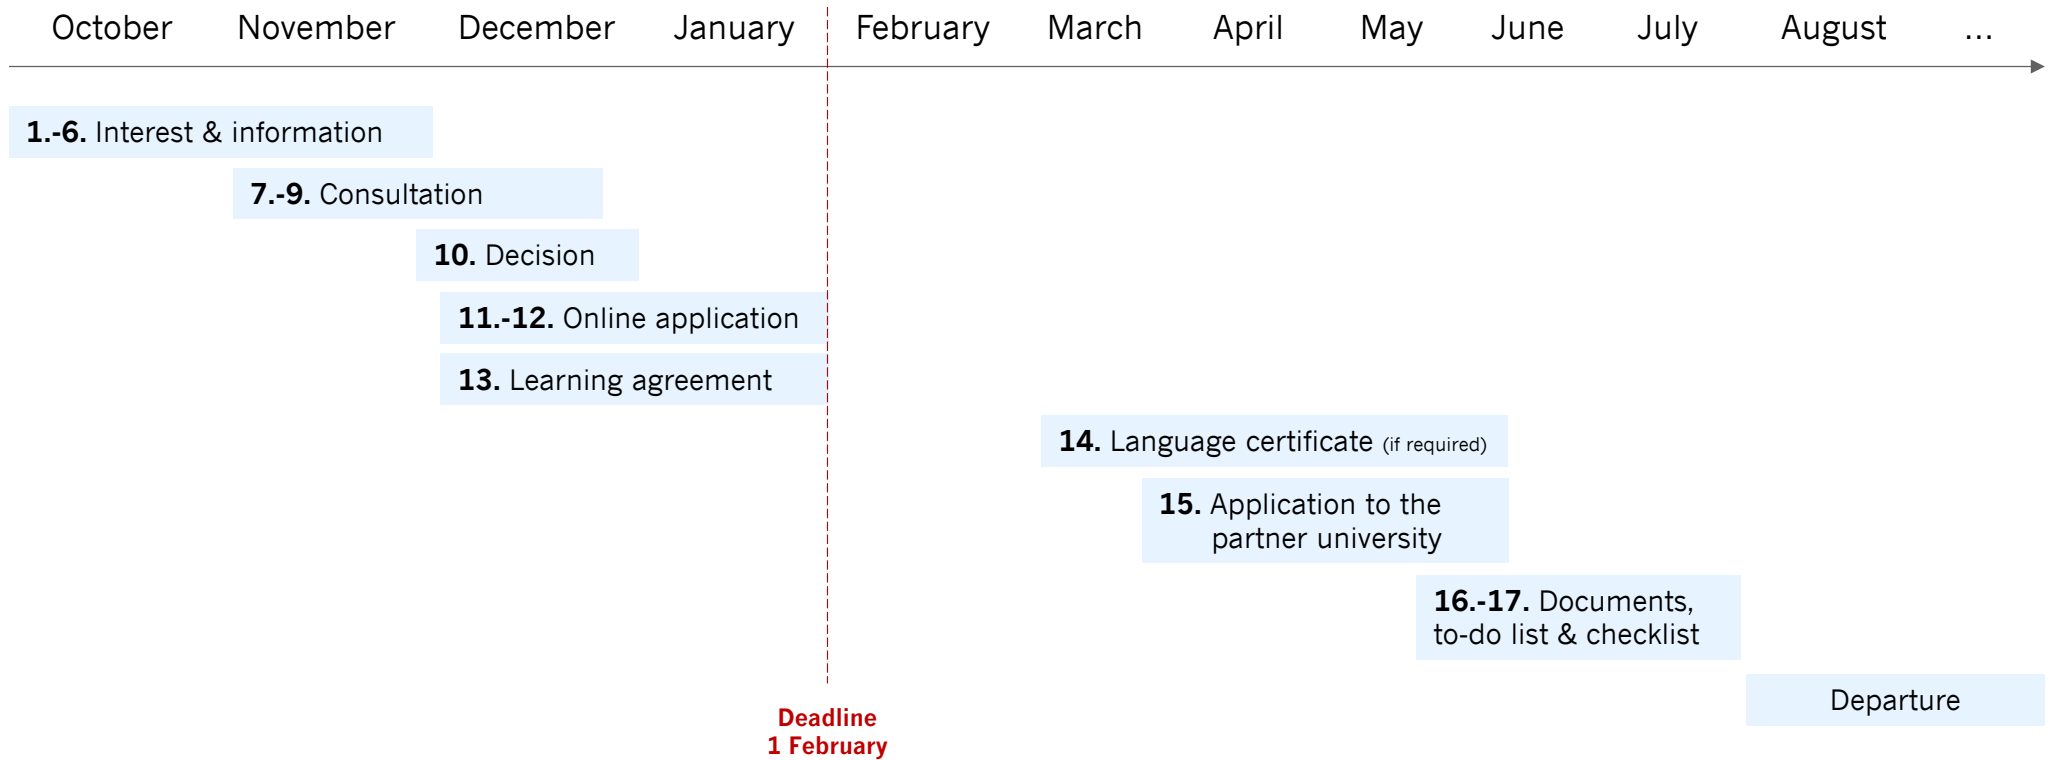 October November December January February March April May June July August ...
1.-6. Interest & information
7.-9. Consultation
10. Decision
11.-12. Online application
13. Learning agreement
14. Language certificate (if required)
15. Application to the
partner university
16.-17. Documents,
to-do list & checklist
Departure
Deadline
1 February